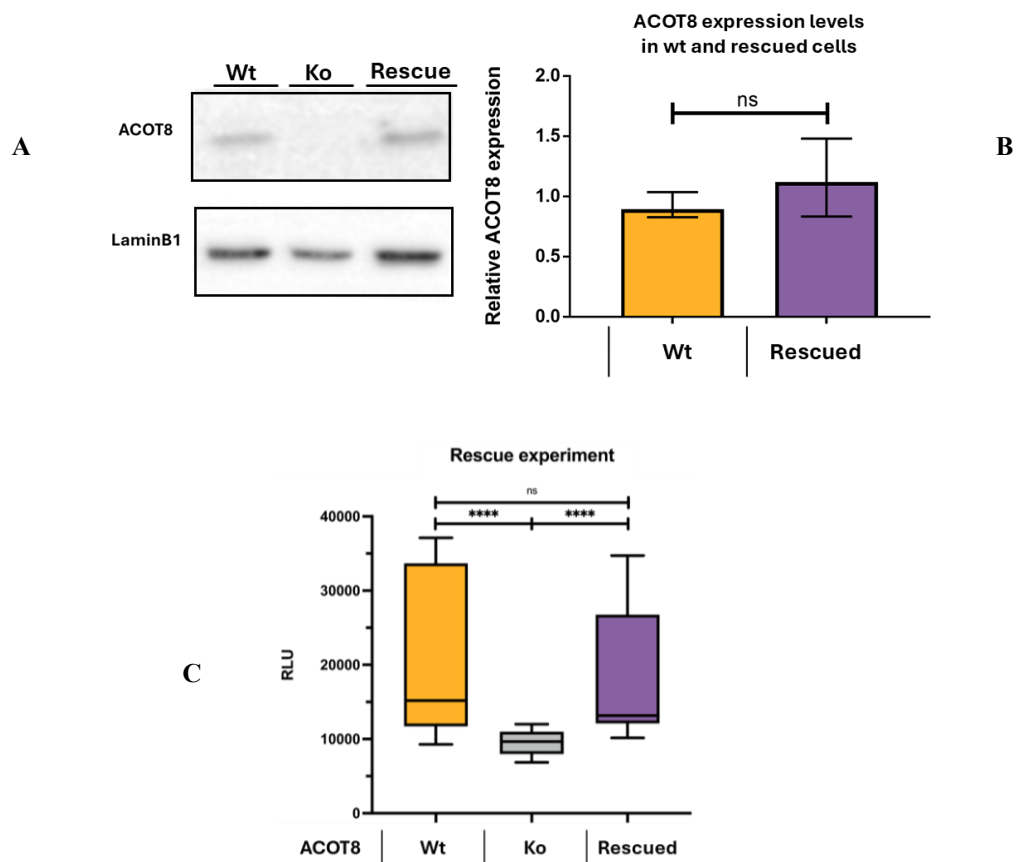 A
Wt Ko Rescue
ACOT8
LaminB1
B
ACOT8 expression levels
in wt and rescued cells
Relative ACOT8 expression
2.0
1.5
1.0
0.5
0.0
ns
Wt Rescued
C
Rescue experiment
ns
**** ****
RLU
40000
30000
20000
10000
0
ACOT8 Wt Ko Rescued